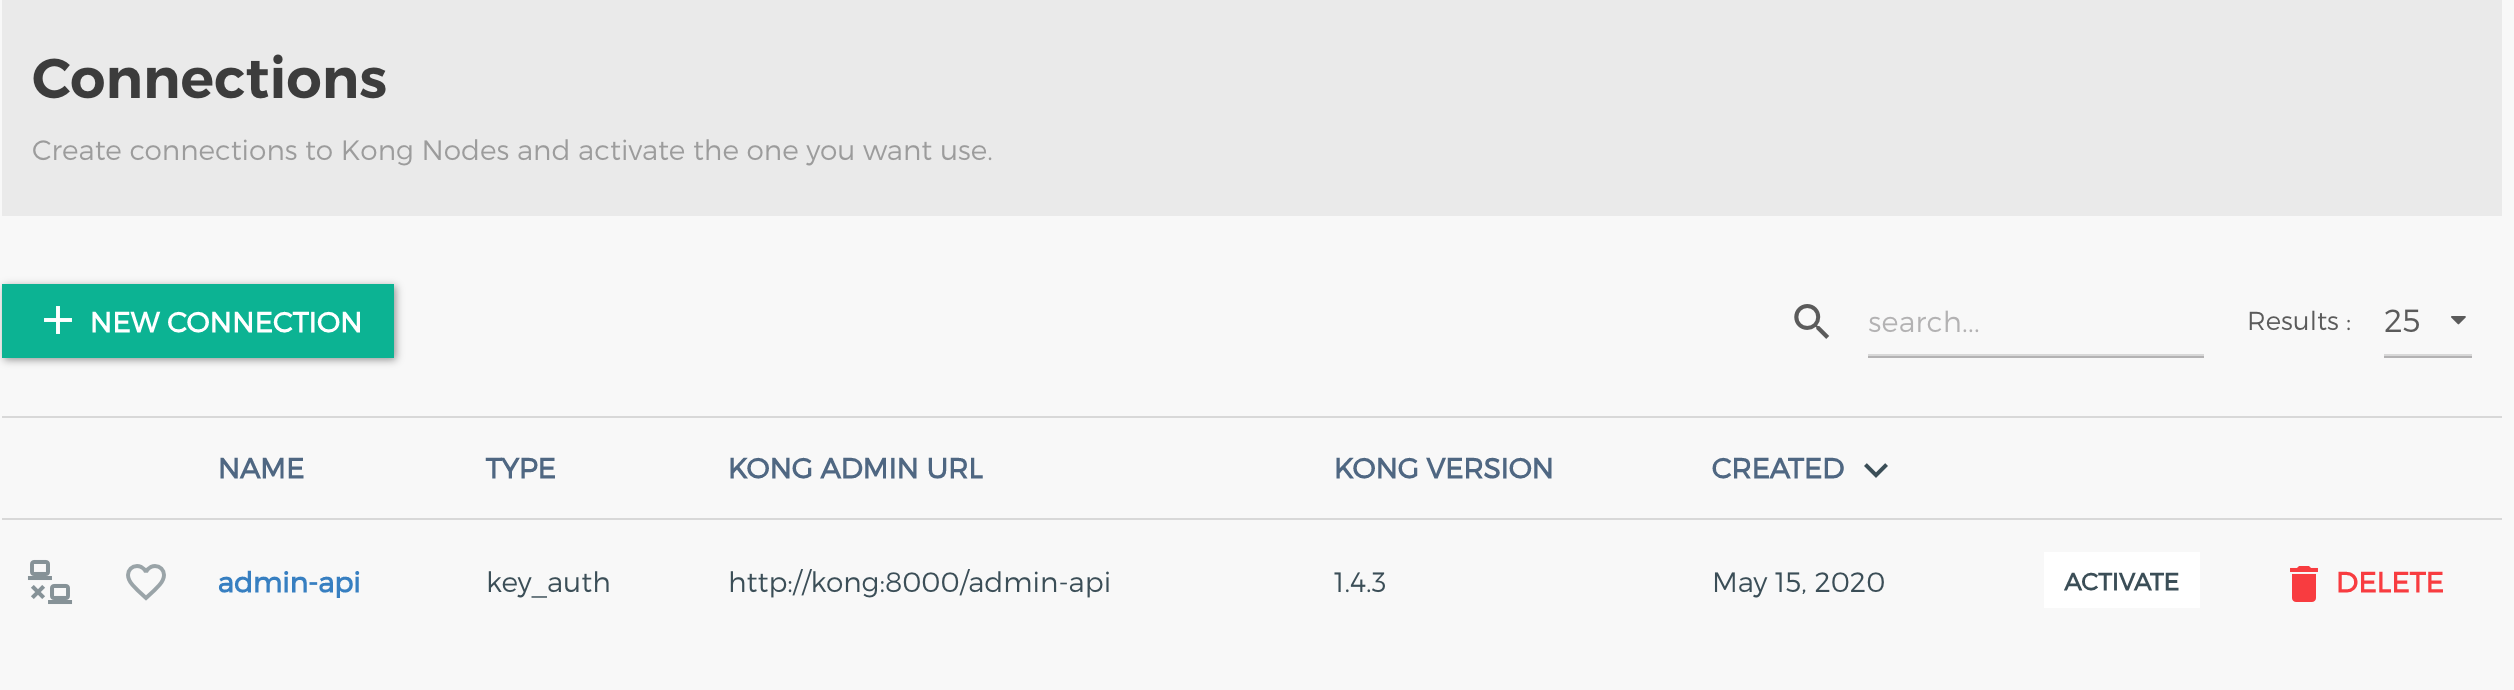 Connections
Create connections to Kong Nodes and activate the one you want use.
NEW CONNECTION
search...
Results :
25
NAME TYPE KONG ADMIN URL KONG VERSION CREATED
admin-api key_auth http://kong:8000/admin-api 1.4.3 May 15, 2020 ACTIVATE DELETE